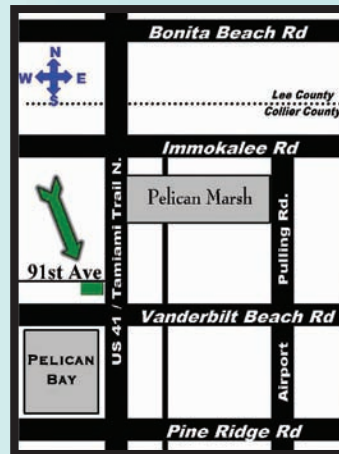 Bonita Beach Rd
N
W E
S
Lee County
Collier County
Immokalee Rd
US 41 / Tamiami Trail N.
Pelican Marsh
Airport Pulling Rd.
91st Ave
Vanderbilt Beach Rd
PELICAN
BAY
Pine Ridge Rd